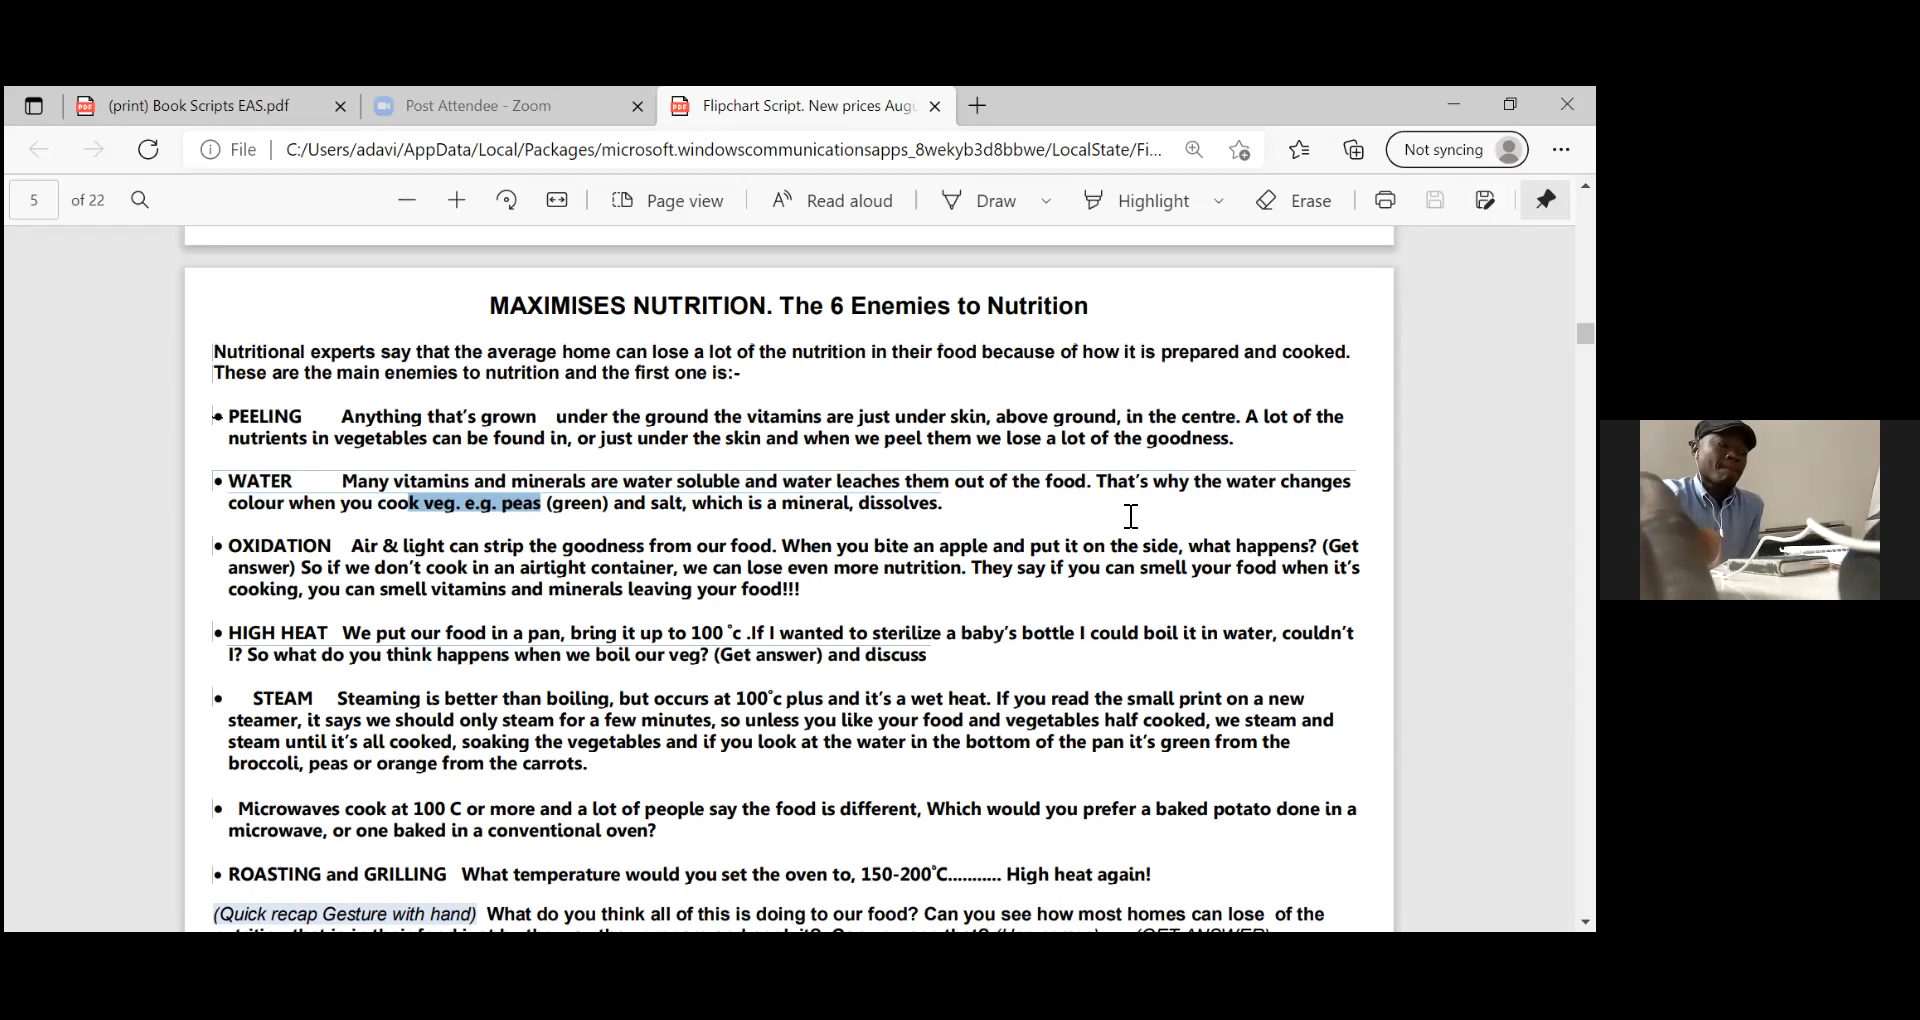 (print) Book Scripts EAS.pdf
Post Attendee - Zoom
Flipchart Script. New prices Augu
File
C:/Users/adavi/AppData/Local/Packages/microsoft.windowscommunicationsapps_8wekyb3d8bbwe/LocalState/Fi...
Not syncing
5 of 22
Page view
Read aloud
Draw
Highlight
Erase
MAXIMISES NUTRITION. The 6 Enemies to Nutrition
Nutritional experts say that the average home can lose a lot of the nutrition in their food because of how it is prepared and cooked.
These are the main enemies to nutrition and the first one is:-
• PEELING Anything that's grown under the ground the vitamins are just under skin, above ground, in the centre. A lot of the
nutrients in vegetables can be found in, or just under the skin and when we peel them we lose a lot of the goodness.
• WATER Many vitamins and minerals are water soluble and water leaches them out of the food. That's why the water changes
colour when you cook veg. e.g. peas (green) and salt, which is a mineral, dissolves.
• OXIDATION Air & light can strip the goodness from our food. When you bite an apple and put it on the side, what happens? (Get
answer) So if we don't cook in an airtight container, we can lose even more nutrition. They say if you can smell your food when it's
cooking, you can smell vitamins and minerals leaving your food!!!
• HIGH HEAT We put our food in a pan, bring it up to 100 ˚c .If I wanted to sterilize a baby's bottle I could boil it in water, couldn't
I? So what do you think happens when we boil our veg? (Get answer) and discuss
• STEAM Steaming is better than boiling, but occurs at 100˚c plus and it's a wet heat. If you read the small print on a new
steamer, it says we should only steam for a few minutes, so unless you like your food and vegetables half cooked, we steam and
steam until it's all cooked, soaking the vegetables and if you look at the water in the bottom of the pan it's green from the
broccoli, peas or orange from the carrots.
• Microwaves cook at 100 C or more and a lot of people say the food is different, Which would you prefer a baked potato done in a
microwave, or one baked in a conventional oven?
• ROASTING and GRILLING What temperature would you set the oven to, 150-200˚C........... High heat again!
(Quick recap Gesture with hand) What do you think all of this is doing to our food? Can you see how most homes can lose of the